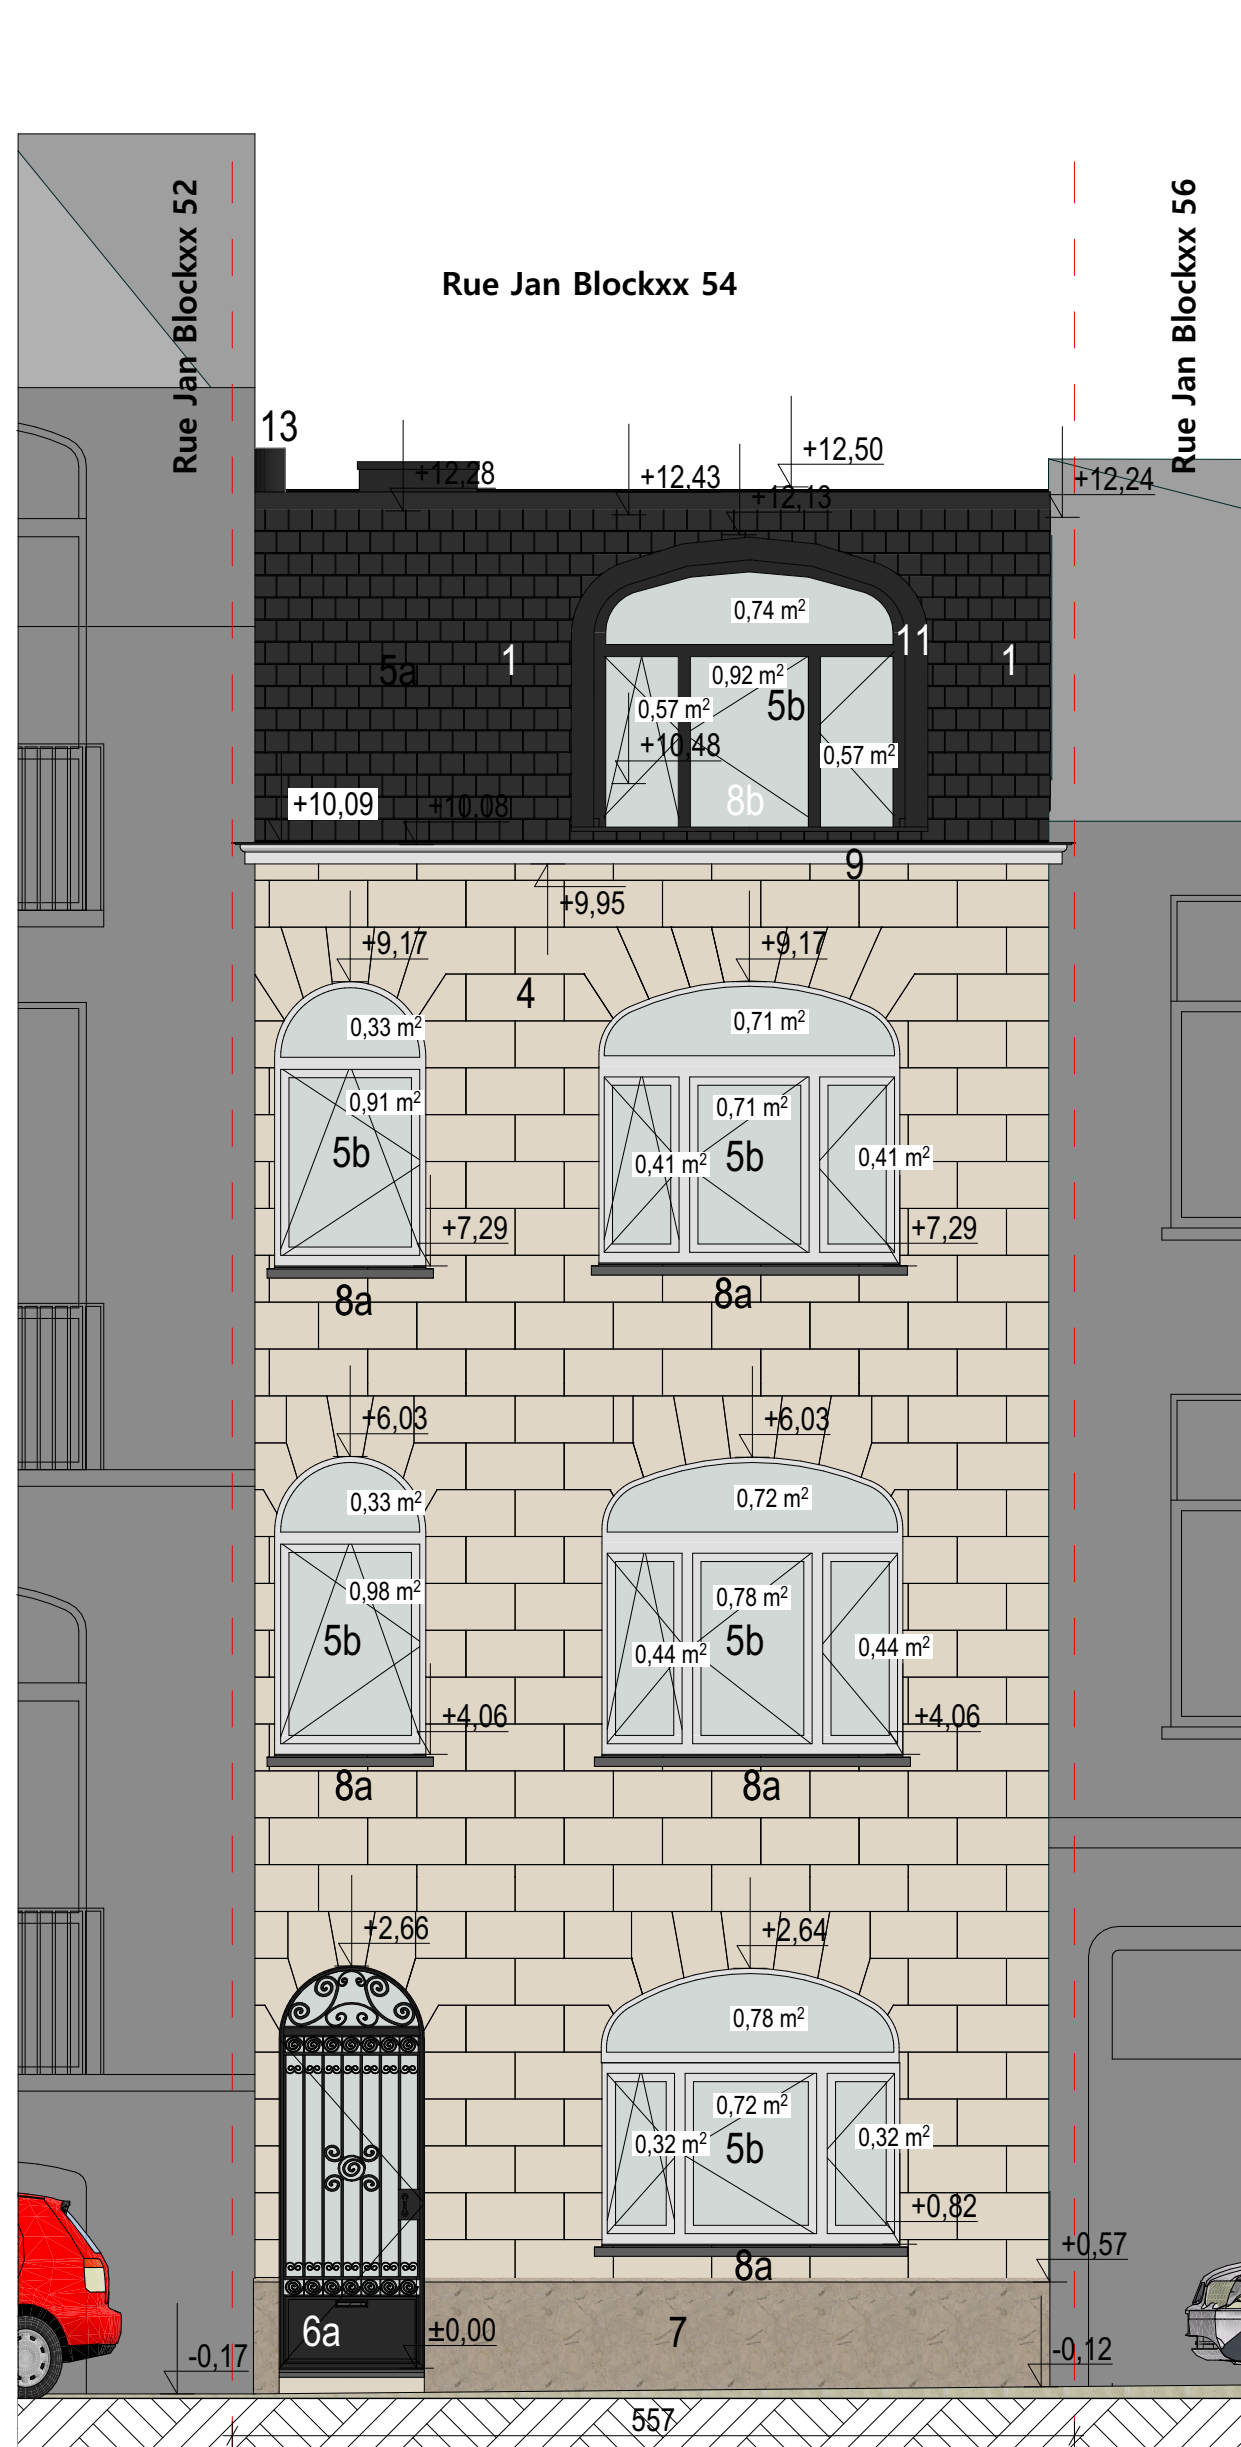 Rue Jan Blockxx 52
Rue Jan Blockxx 56
Rue Jan Blockxx 54
13
+12,28
+12,43
+12,50
+12,13
+12,24
0,74 m²
11
1
1
5a
0,92 m²
5b
0,57 m²
+10,48
0,57 m²
8b
+10,09
+10,08
9
+9,95
+9,17
+9,17
4
0,33 m²
0,71 m²
0,91 m²
0,71 m²
5b
5b
0,41 m²
0,41 m²
+7,29
+7,29
8a
8a
+6,03
+6,03
0,33 m²
0,72 m²
0,98 m²
0,78 m²
5b
5b
0,44 m²
0,44 m²
+4,06
+4,06
8a
8a
+2,66
+2,64
0,78 m²
0,72 m²
0,32 m²
5b
0,32 m²
+0,82
8a
+0,57
6a
±0,00
7
-0,17
-0,12
557